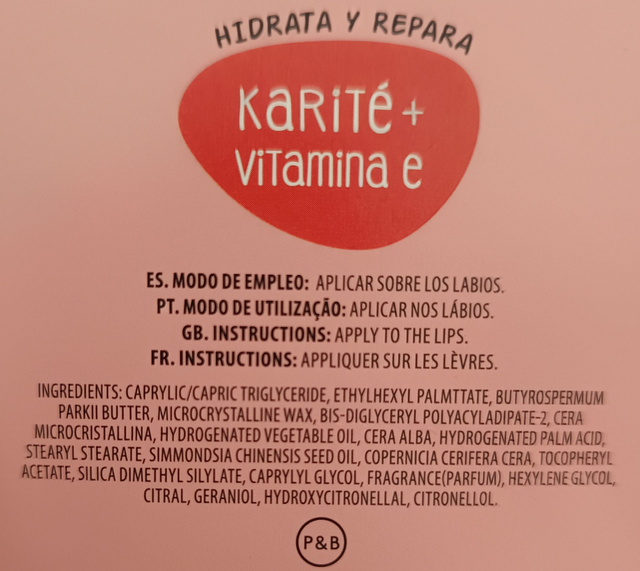 HIDRATA Y REPARA
KARITÉ +
VITAMINA E
ES. MODO DE EMPLEO: APLICAR SOBRE LOS LABIOS.
PT. MODO DE UTILIZAÇÃO: APLICAR NOS LÁBIOS.
GB. INSTRUCTIONS: APPLY TO THE LIPS.
FR. INSTRUCTIONS: APPLIQUER SUR LES LÈVRES.
INGREDIENTS: CAPRYLIC/CAPRIC TRIGLYCERIDE, ETHYLHEXYL PALMTTATE, BUTYROSPERMUM
PARKII BUTTER, MICROCRYSTALLINE WAX, BIS-DIGLYCERYL POLYACYLADIPATE-2, CERA
MICROCRISTALLINA, HYDROGENATED VEGETABLE OIL, CERA ALBA, HYDROGENATED PALM ACID,
STEARYL STEARATE, SIMMONDSIA CHINENSIS SEED OIL, COPERNICIA CERIFERA CERA, TOCOPHERYL
ACETATE, SILICA DIMETHYL SILYLATE, CAPRYLYL GLYCOL, FRAGRANCE(PARFUM), HEXYLENE GLYCOL,
CITRAL, GERANIOL, HYDROXYCITRONELLAL, CITRONELLOL.
P&B